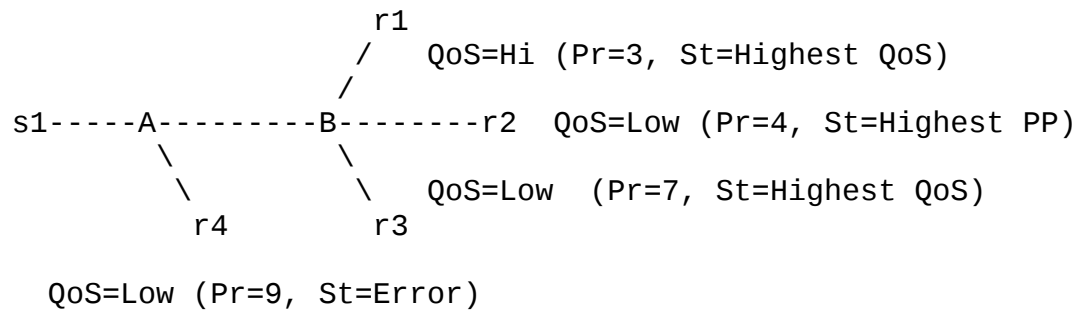 r1
                    /   QoS=Hi (Pr=3, St=Highest QoS)
                   /
s1-----A---------B--------r2  QoS=Low (Pr=4, St=Highest PP)
        \          \
         \          \   QoS=Low  (Pr=7, St=Highest QoS)
          r4         r3

  QoS=Low (Pr=9, St=Error)